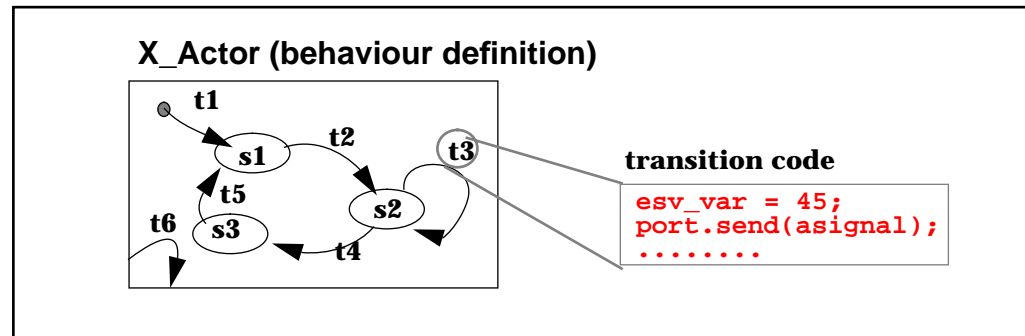 X_Actor (behaviour definition)
t1
t2
t3
s1
transition code
t5
esv_var = 45;
s2
port.send(asignal);
t6
s3
t4
........